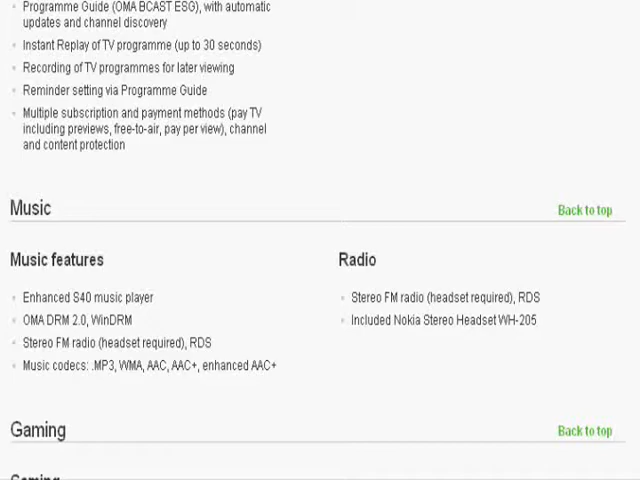 Programme Guide (OMA BCAST ESG), with automatic
updates and channel discovery
Instant Replay of TV programme (up to 30 seconds)
Recording of TV programmes for later viewing
Reminder setting via Programme Guide
Multiple subscription and payment methods (pay TV
including previews, free-to-air, pay per view), channel
and content protection
Music
Back to top
Music features
Enhanced S40 music player
OMA DRM 2.0, WinDRM
Stereo FM radio (headset required), RDS
Music codecs: .MP3, WMA, AAC, AAC+, enhanced AAC+
Radio
Stereo FM radio (headset required), RDS
Included Nokia Stereo Headset WH-205
Gaming
Back to top
Gaming